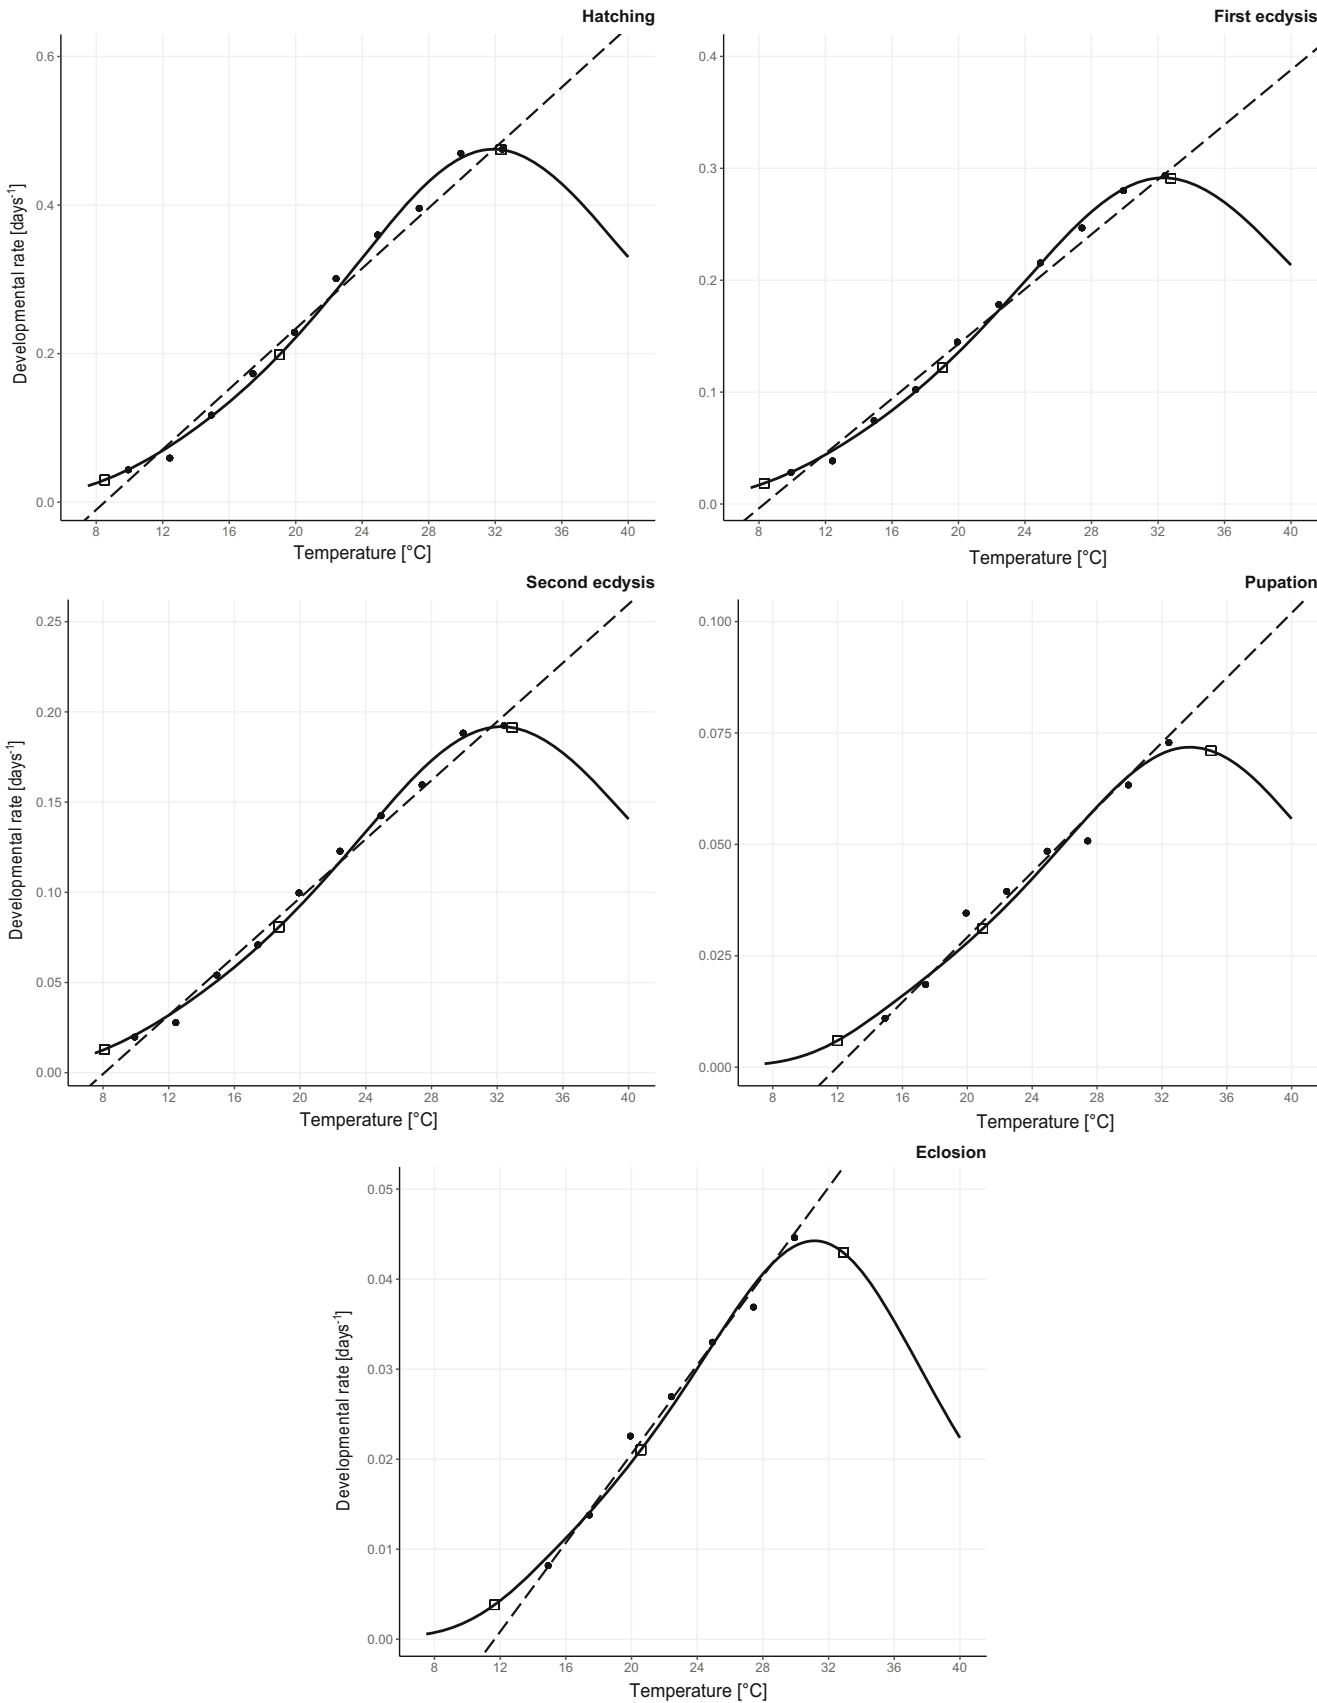 Hatching
0.6
0.4
0.2
0.0
Developmental rate [days-1]
8 12 16 20 24 28 32 36 40
Temperature [°C]
First ecdysis
0.4
0.3
0.2
0.1
0.0
8 12 16 20 24 28 32 36 40
Temperature [°C]
Second ecdysis
0.25
0.20
0.15
0.10
0.05
0.00
Developmental rate [days-1]
8 12 16 20 24 28 32 36 40
Temperature [°C]
Pupation
0.100
0.075
0.050
0.025
0.000
8 12 16 20 24 28 32 36 40
Temperature [°C]
Eclosion
0.05
0.04
0.03
0.02
0.01
0.00
Developmental rate [days-1]
8 12 16 20 24 28 32 36 40
Temperature [°C]